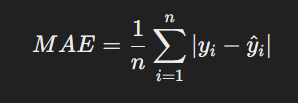 MAE = \frac{1}{n} \sum_{i=1}^{n} |y_i - \hat{y}_i|